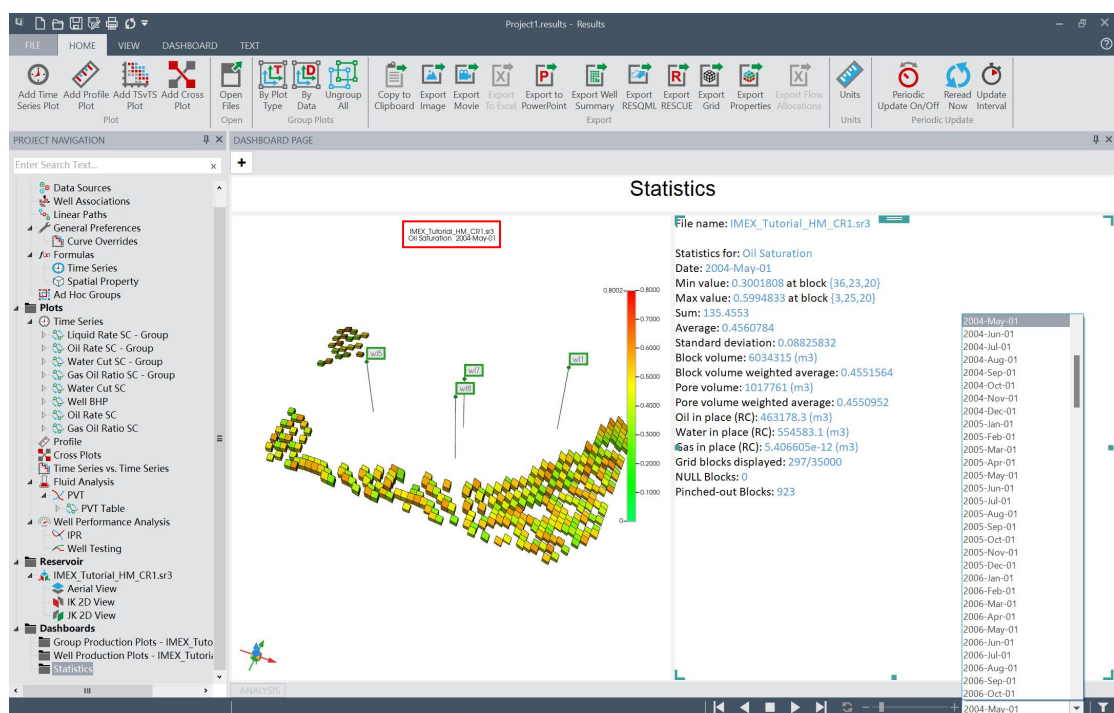 Project1.results - Results
FILE HOME VIEW DASHBOARD TEXT
Add Time Series Plot
Add Profile Plot
Add TSvTS Plot
Add Cross Plot
Open Files
By Plot Type
By Data
Ungroup All
Copy to Clipboard
Export Image
Export Movie
Export To Excel
Export to PowerPoint
Export Well Summary
Export RESQML
Export RESCUE
Export Grid
Export Properties
Export Flow Allocations
Units
Periodic Update On/Off
Reread Now
Update Interval
Plot Open Group Plots Export Units Periodic Update
PROJECT NAVIGATION
Enter Search Text... x
Data Sources
Well Associations
Linear Paths
General Preferences
Curve Overrides
fx Formulas
Time Series
Spatial Property
Ad Hoc Groups
Plots
Time Series
Liquid Rate SC - Group
Oil Rate SC - Group
Water Cut SC - Group
Gas Oil Ratio SC - Group
Water Cut SC
Well BHP
Oil Rate SC
Gas Oil Ratio SC
Profile
Cross Plots
Time Series vs. Time Series
Fluid Analysis
PVT
PVT Table
Well Performance Analysis
IPR
Well Testing
Reservoir
IMEX_Tutorial_HM_CR1.sr3
Aerial View
IK 2D View
JK 2D View
Dashboards
Group Production Plots - IMEX_Tuto
Well Production Plots - IMEX_Tutoria
Statistics
DASHBOARD PAGE
+
Statistics
IMEX_Tutorial_HM_CR1.sr3
Oil Saturation 2004-May-01
wl5
wl7
wl8
wl1
0.8002
0.8000
0.7000
0.6000
0.5000
0.4000
0.3000
0.2000
0.1000
0
File name: IMEX_Tutorial_HM_CR1.sr3
Statistics for: Oil Saturation
Date: 2004-May-01
Min value: 0.3001808 at block {36,23,20}
Max value: 0.5994833 at block {3,25,20}
Sum: 135.4553
Average: 0.4560784
Standard deviation: 0.08825832
Block volume: 6034315 (m3)
Block volume weighted average: 0.4551564
Pore volume: 1017761 (m3)
Pore volume weighted average: 0.4550952
Oil in place (RC): 463178.3 (m3)
Water in place (RC): 554583.1 (m3)
Gas in place (RC): 5.406605e-12 (m3)
Grid blocks displayed: 297/35000
NULL Blocks: 0
Pinched-out Blocks: 923
2004-May-01
2004-Jun-01
2004-Jul-01
2004-Aug-01
2004-Sep-01
2004-Oct-01
2004-Nov-01
2004-Dec-01
2005-Jan-01
2005-Feb-01
2005-Mar-01
2005-Apr-01
2005-May-01
2005-Jun-01
2005-Jul-01
2005-Aug-01
2005-Sep-01
2005-Oct-01
2005-Nov-01
2005-Dec-01
2006-Jan-01
2006-Feb-01
2006-Mar-01
2006-Apr-01
2006-May-01
2006-Jun-01
2006-Jul-01
2006-Aug-01
2006-Sep-01
2006-Oct-01
ANALYSIS
2004-May-01